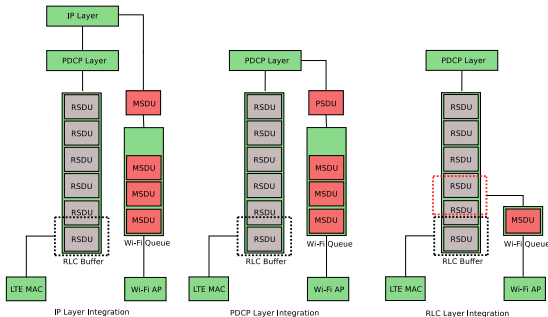 IP Layer
PDCP Layer
RSDU
RSDU
RSDU
RSDU
RSDU
RSDU
RLC Buffer
MSDU
MSDU
MSDU
MSDU
Wi-Fi Queue
LTE MAC
Wi-Fi AP
IP Layer Integration
PDCP Layer
RSDU
RSDU
RSDU
RSDU
RSDU
RSDU
RLC Buffer
PSDU
MSDU
MSDU
MSDU
Wi-Fi Queue
LTE MAC
Wi-Fi AP
PDCP Layer Integration
PDCP Layer
RSDU
RSDU
RSDU
RSDU
RSDU
RSDU
RLC Buffer
MSDU
Wi-Fi Queue
LTE MAC
Wi-Fi AP
RLC Layer Integration